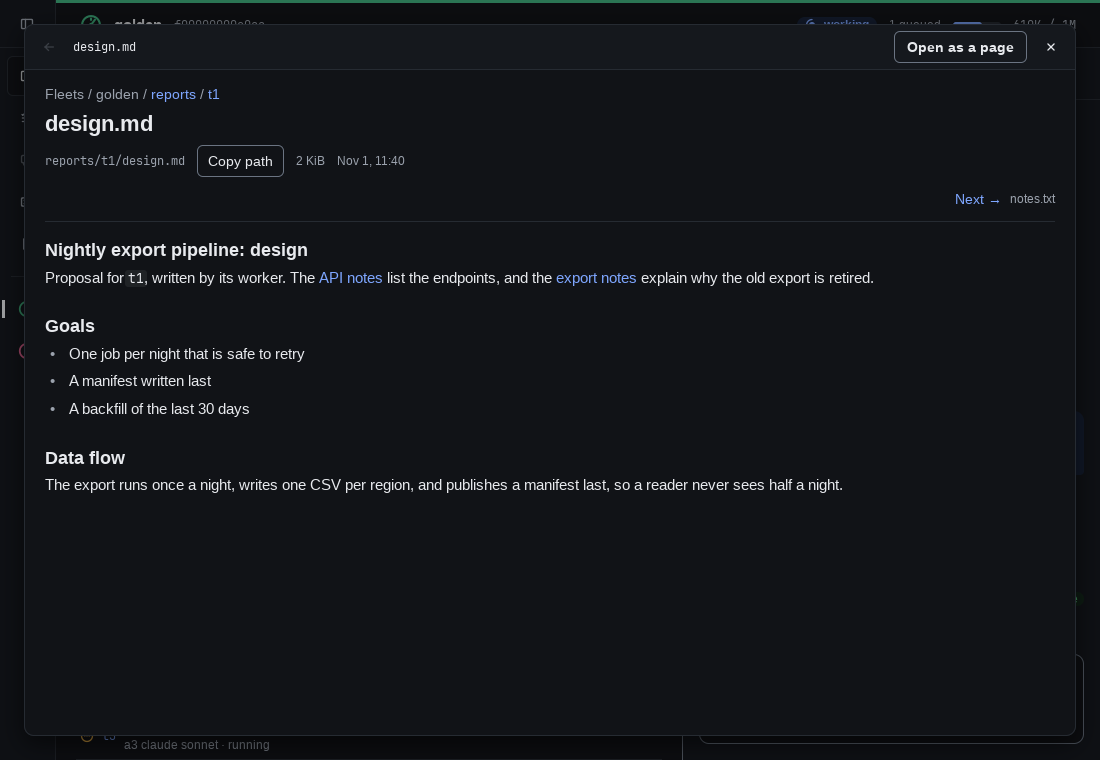 golden
working
1 queued
design.md
Open as a page
Fleets / golden / reports / t1
design.md
reports/t1/design.md Copy path 2 KiB Nov 1, 11:40
Next → notes.txt
Nightly export pipeline: design
Proposal for t1, written by its worker. The API notes list the endpoints, and the export notes explain why the old export is retired.
Goals
• One job per night that is safe to retry
• A manifest written last
• A backfill of the last 30 days
Data flow
The export runs once a night, writes one CSV per region, and publishes a manifest last, so a reader never sees half a night.
a3 claude sonnet · running